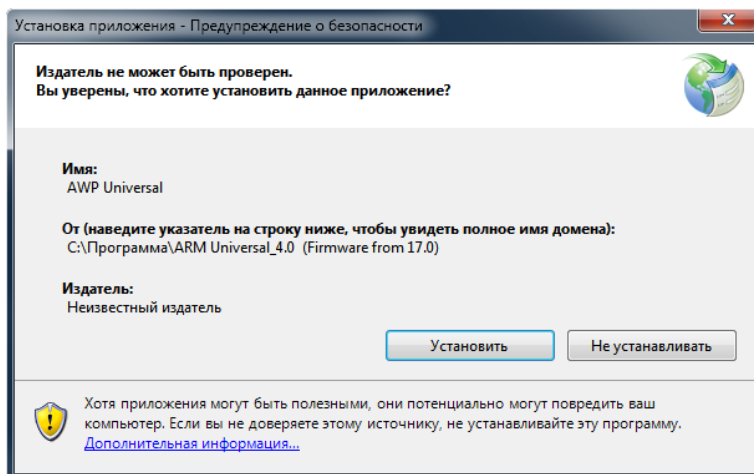 Установка приложения - Предупреждение о безопасности
Издатель не может быть проверен.
Вы уверены, что хотите установить данное приложение?
Имя:
AWP Universal
От (наведите указатель на строку ниже, чтобы увидеть полное имя домена):
C:\Программа\ARM Universal_4.0 (Firmware from 17.0)
Издатель:
Неизвестный издатель
Установить
Не устанавливать
Хотя приложения могут быть полезными, они потенциально могут повредить ваш
компьютер. Если вы не доверяете этому источнику, не устанавливайте эту программу.
Дополнительная информация...